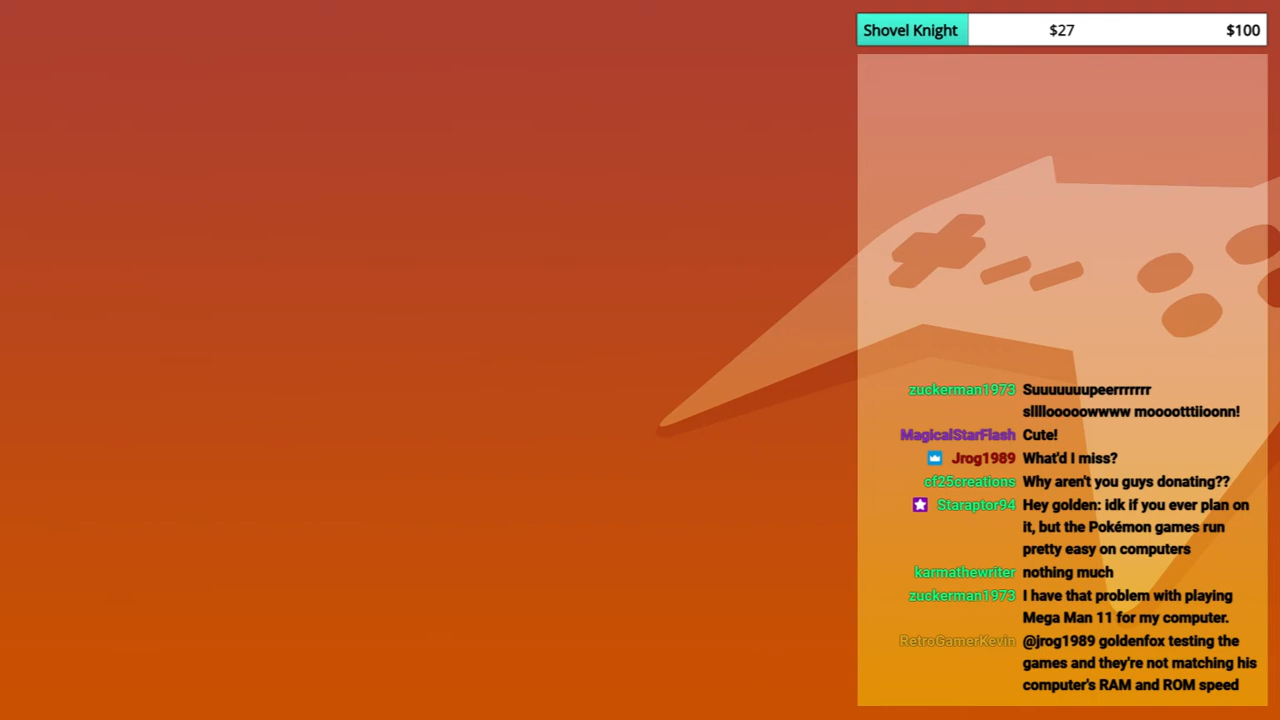 Shovel Knight $27 $100
zuckerman1973 Suuuuuuupeerrrrrrr
sllllooooowwww moooottttiioonn!
MagicalStarFlash Cute!
Jrog1989 What'd I miss?
cf25creations Why aren't you guys donating??
Staraptor94 Hey golden: idk if you ever plan on
it, but the Pokémon games run
pretty easy on computers
karmathewriter nothing much
zuckerman1973 I have that problem with playing
Mega Man 11 for my computer.
RetroGamerKevin @jrog1989 goldenfox testing the
games and they're not matching his
computer's RAM and ROM speed